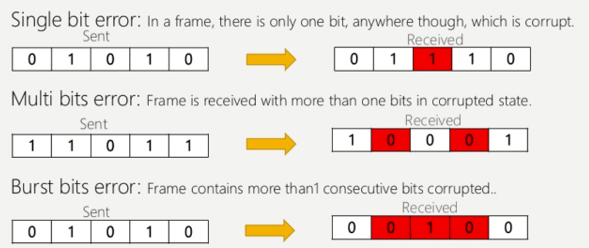 Single bit error: In a frame, there is only one bit, anywhere though, which is corrupt.
Sent Received
0 1 0 1 0 0 1 1 1 0
Multi bits error: Frame is received with more than one bits in corrupted state.
Sent Received
1 1 0 1 1 1 0 0 0 1
Burst bits error: Frame contains more than1 consecutive bits corrupted..
Sent Received
0 1 0 1 0 0 0 1 0 0